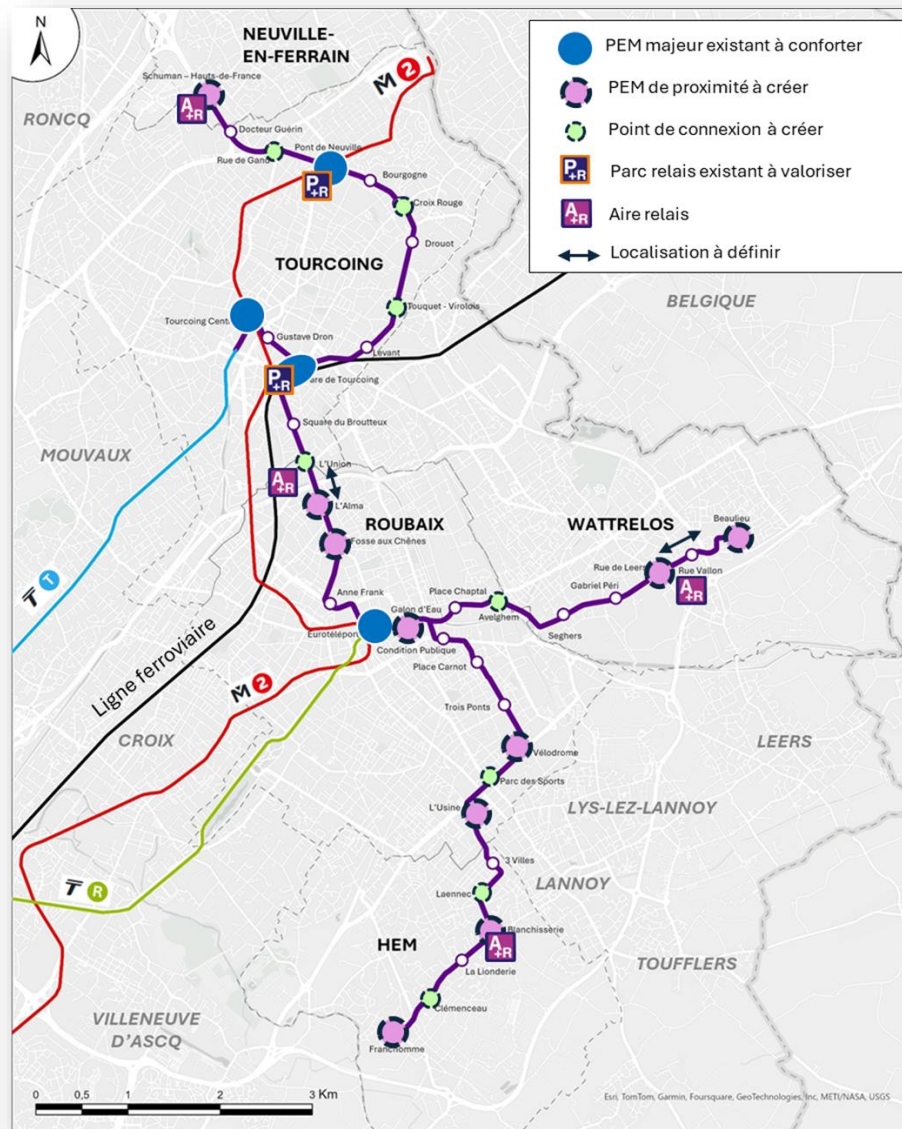 N
NEUVILLE-
EN-FERRAIN
Schuman – Hauts-de-France
A+R
RONCQ
Docteur Guérin
Rue de Gand
Pont de Neuville
P+R
M 2
Bourgogne
Croix Rouge
Drouot
TOURCOING
Touquet - Virolois
Tourcoing Cent
Gustave Dron
Levant
P+R
are de Tourcoing
PEM majeur existant à conforter
PEM de proximité à créer
Point de connexion à créer
P+R
Parc relais existant à valoriser
A+R
Aire relais
Localisation à définir
BELGIQUE
MOUVAUX
Square du Broutteux
L'Union
A+R
L'Alma
ROUBAIX
Fosse aux Chênes
WATTRELOS
Beaulieu
Rue de Leers
Rue Vallon
A+R
Gabriel Péri
Place Chaptal
Avelghem
Seghers
Anne Frank
Galon d'Eau
Eurotéléport
Condition Publique
Place Carnot
T T
Ligne ferroviaire
M 2
CROIX
Trois Ponts
Vélodrome
Parc des Sports
L'Usine
LEERS
LYS-LEZ-LANNOY
3 Villes
LANNOY
T R
Laennec
Blanchisserie
A+R
HEM
La Lionderie
TOUFFLERS
Clémenceau
Franchomme
VILLENEUVE
D'ASCQ
0 0,5 1 2 3 Km
Esri, TomTom, Garmin, Foursquare, GeoTechnologies, Inc, METI/NASA, USGS